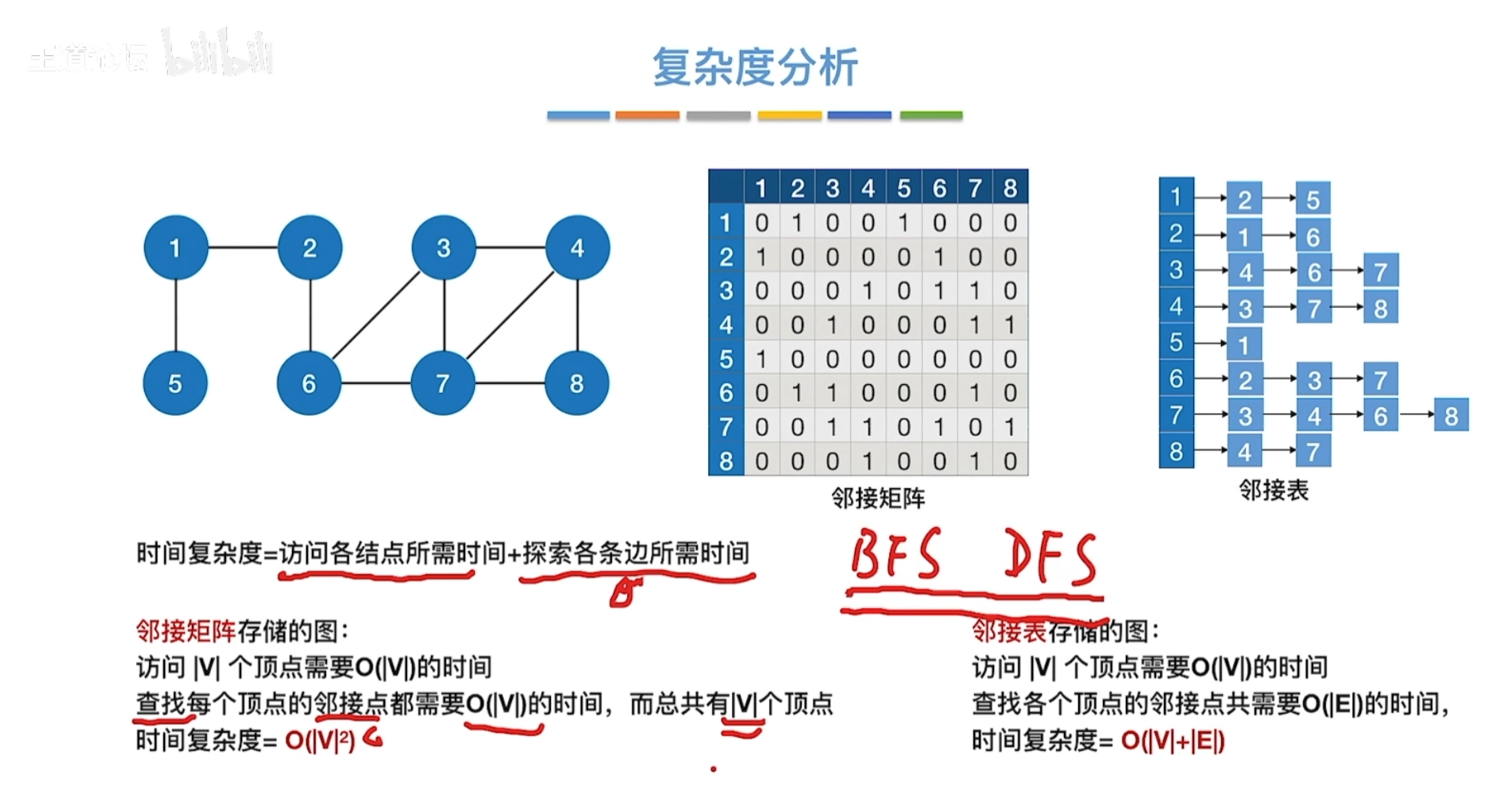 王道论坛 bilibili
复杂度分析
1 2 3 4
5 6 7 8
1 2 3 4 5 6 7 8
1 0 1 0 0 1 0 0 0
2 1 0 0 0 0 1 0 0
3 0 0 0 1 0 1 1 0
4 0 0 1 0 0 0 1 1
5 1 0 0 0 0 0 0 0
6 0 1 1 0 0 0 1 0
7 0 0 1 1 0 1 0 1
8 0 0 0 1 0 0 1 0
邻接矩阵
1 2 5
2 1 6
3 4 6 7
4 3 7 8
5 1
6 2 3 7
7 3 4 6 8
8 4 7
邻接表
时间复杂度=访问各结点所需时间+探索各条边所需时间
BFS DFS
邻接矩阵存储的图：
访问 |V| 个顶点需要O(|V|)的时间
查找每个顶点的邻接点都需要O(|V|)的时间，而总共有|V|个顶点
时间复杂度= O(|V|²)
邻接表存储的图：
访问 |V| 个顶点需要O(|V|)的时间
查找各个顶点的邻接点共需要O(|E|)的时间，
时间复杂度= O(|V|+|E|)